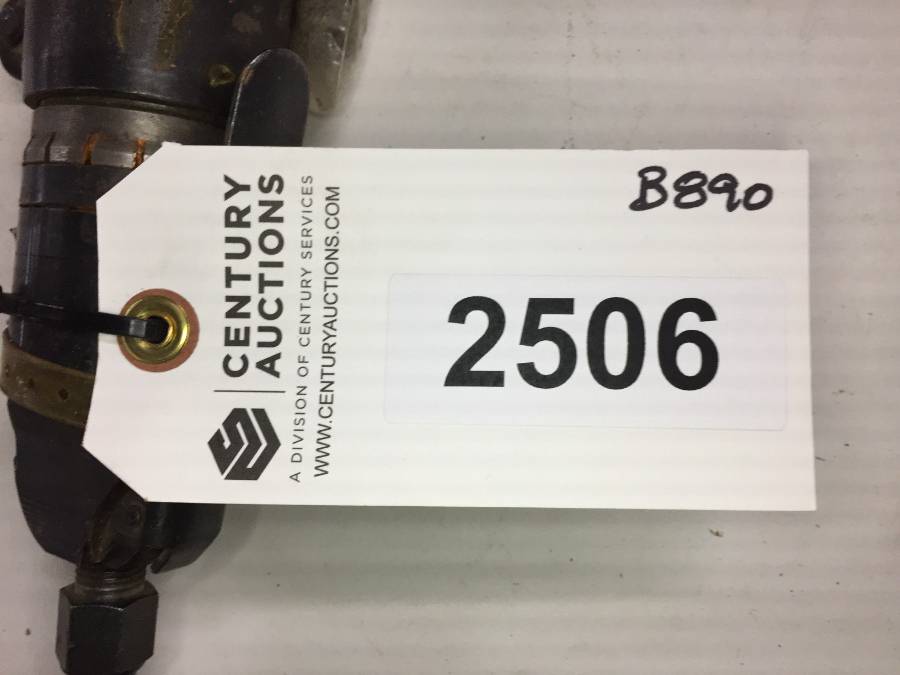 CENTURY
AUCTIONS
A DIVISION OF CENTURY SERVICES
WWW.CENTURYAUCTIONS.COM
B890
2506